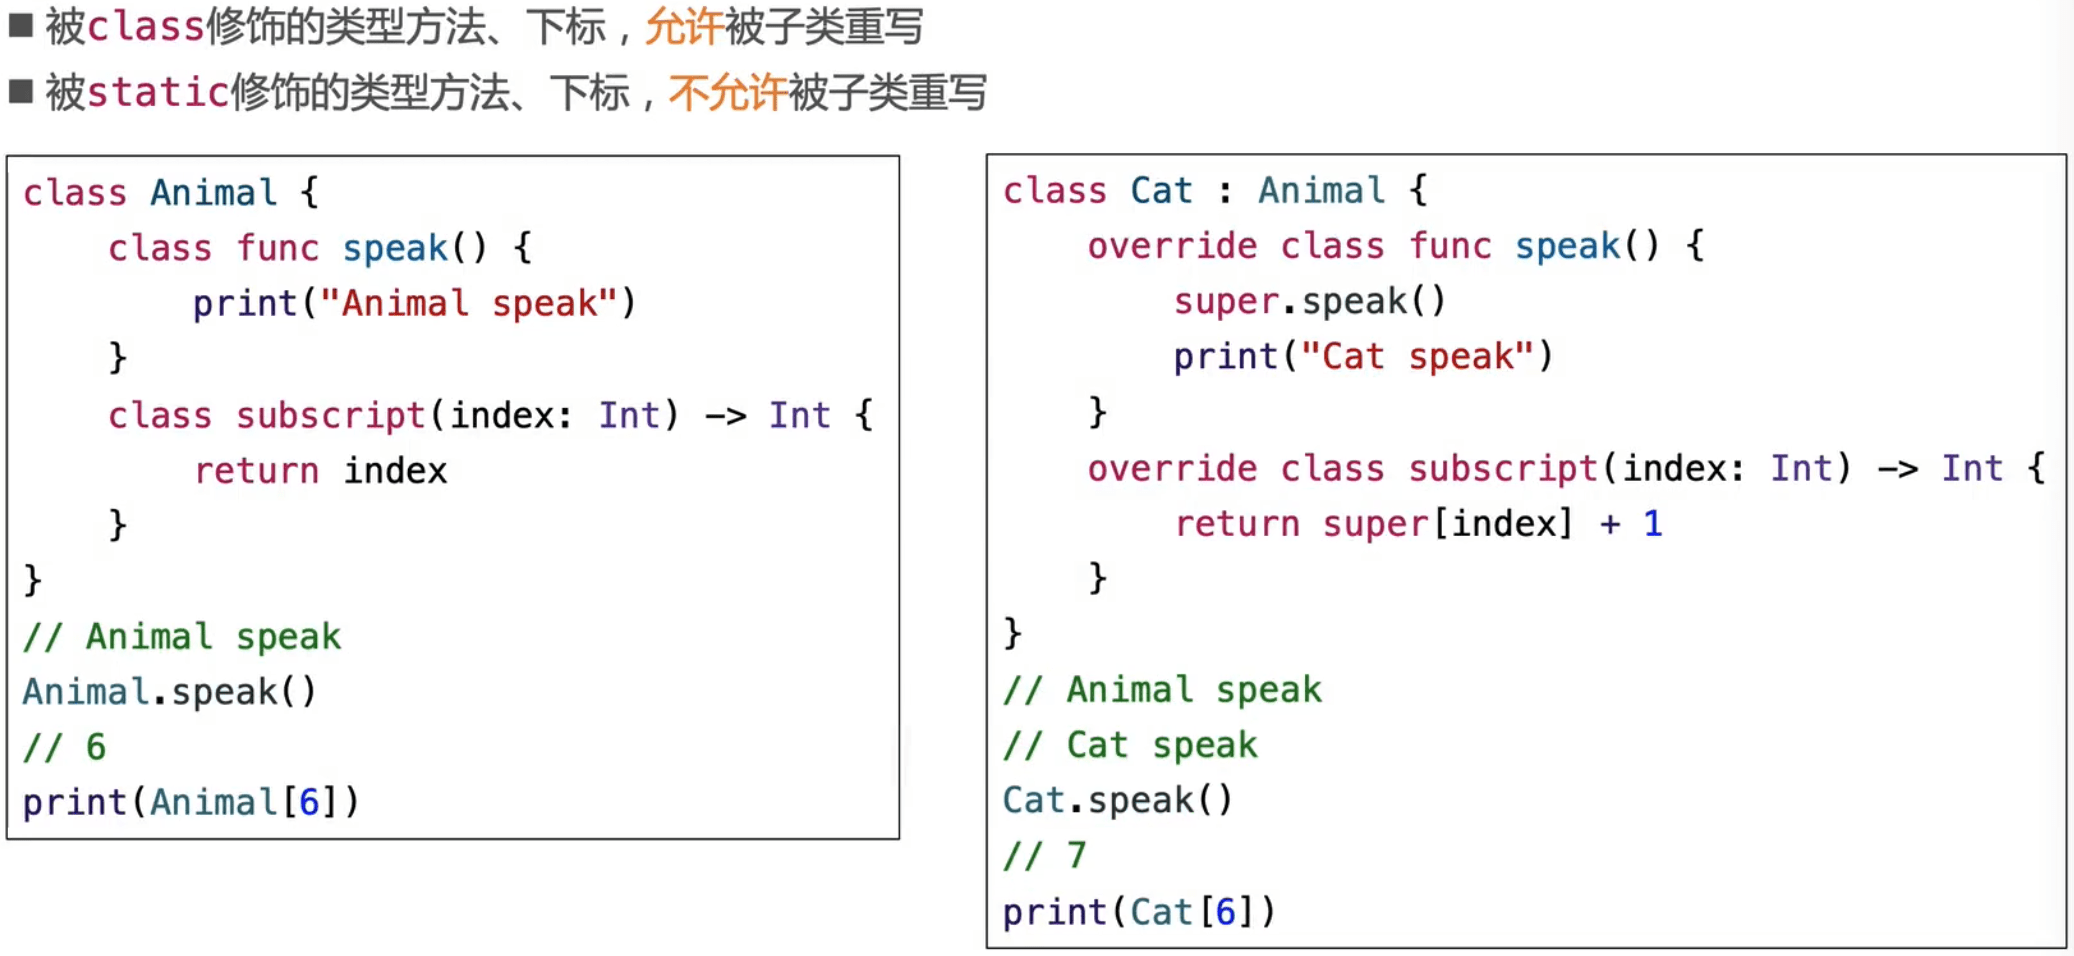 ■ 被class修饰的类型方法、下标，允许被子类重写
■ 被static修饰的类型方法、下标，不允许被子类重写
class Animal {
    class func speak() {
        print("Animal speak")
    }
    class subscript(index: Int) -> Int {
        return index
    }
}
// Animal speak
Animal.speak()
// 6
print(Animal[6])
class Cat : Animal {
    override class func speak() {
        super.speak()
        print("Cat speak")
    }
    override class subscript(index: Int) -> Int {
        return super[index] + 1
    }
}
// Animal speak
// Cat speak
Cat.speak()
// 7
print(Cat[6])